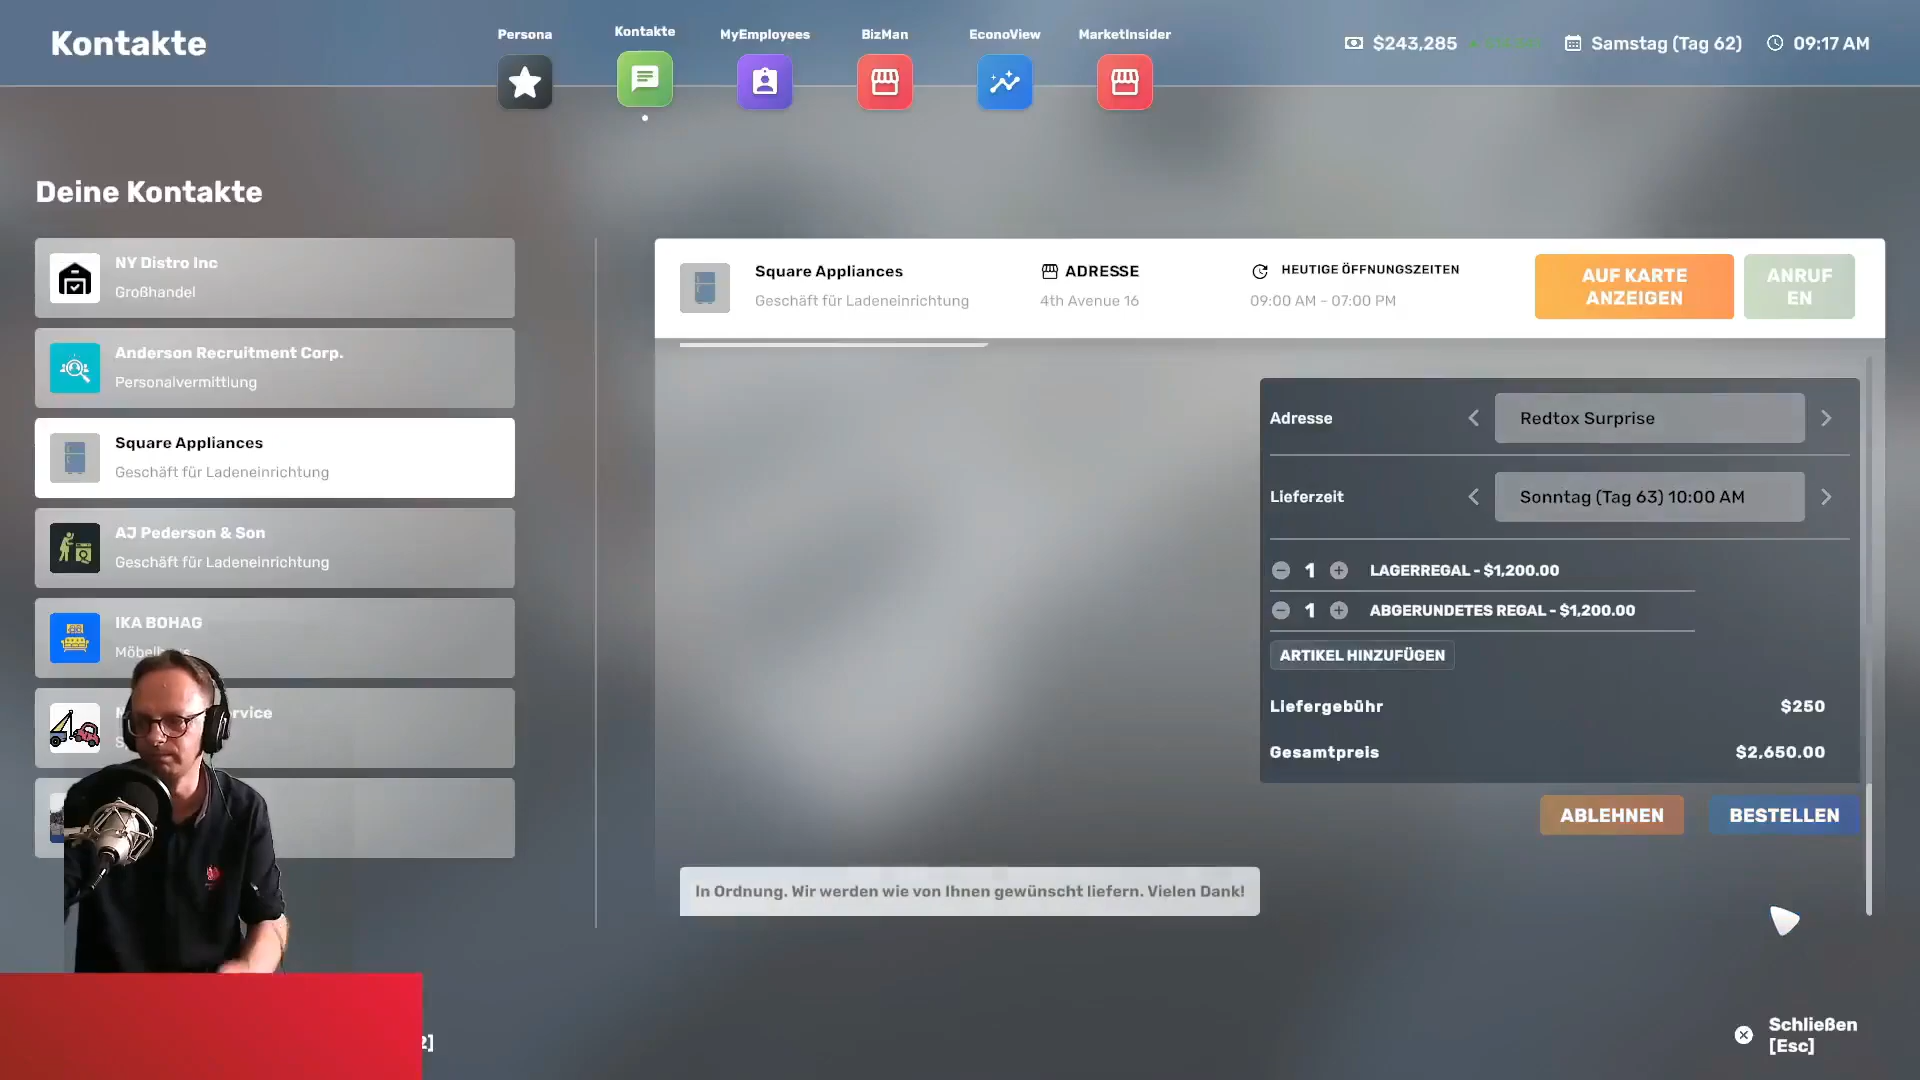 Kontakte
Persona
Kontakte
MyEmployees
BizMan
EconoView
MarketInsider
$243,285
Samstag (Tag 62)
09:17 AM
Deine Kontakte
NY Distro Inc
Großhandel
Anderson Recruitment Corp.
Personalvermittlung
Square Appliances
Geschäft für Ladeneinrichtung
AJ Pederson & Son
Geschäft für Ladeneinrichtung
IKA BOHAG
Square Appliances
Geschäft für Ladeneinrichtung
ADRESSE
4th Avenue 16
HEUTIGE ÖFFNUNGSZEITEN
09:00 AM - 07:00 PM
AUF KARTE
ANZEIGEN
ANRUF
EN
Adresse
Redtox Surprise
Lieferzeit
Sonntag (Tag 63) 10:00 AM
1 LAGERREGAL - $1,200.00
1 ABGERUNDETES REGAL - $1,200.00
ARTIKEL HINZUFÜGEN
Liefergebühr
$250
Gesamtpreis
$2,650.00
ABLEHNEN
BESTELLEN
In Ordnung. Wir werden wie von Ihnen gewünscht liefern. Vielen Dank!
Schließen
[Esc]